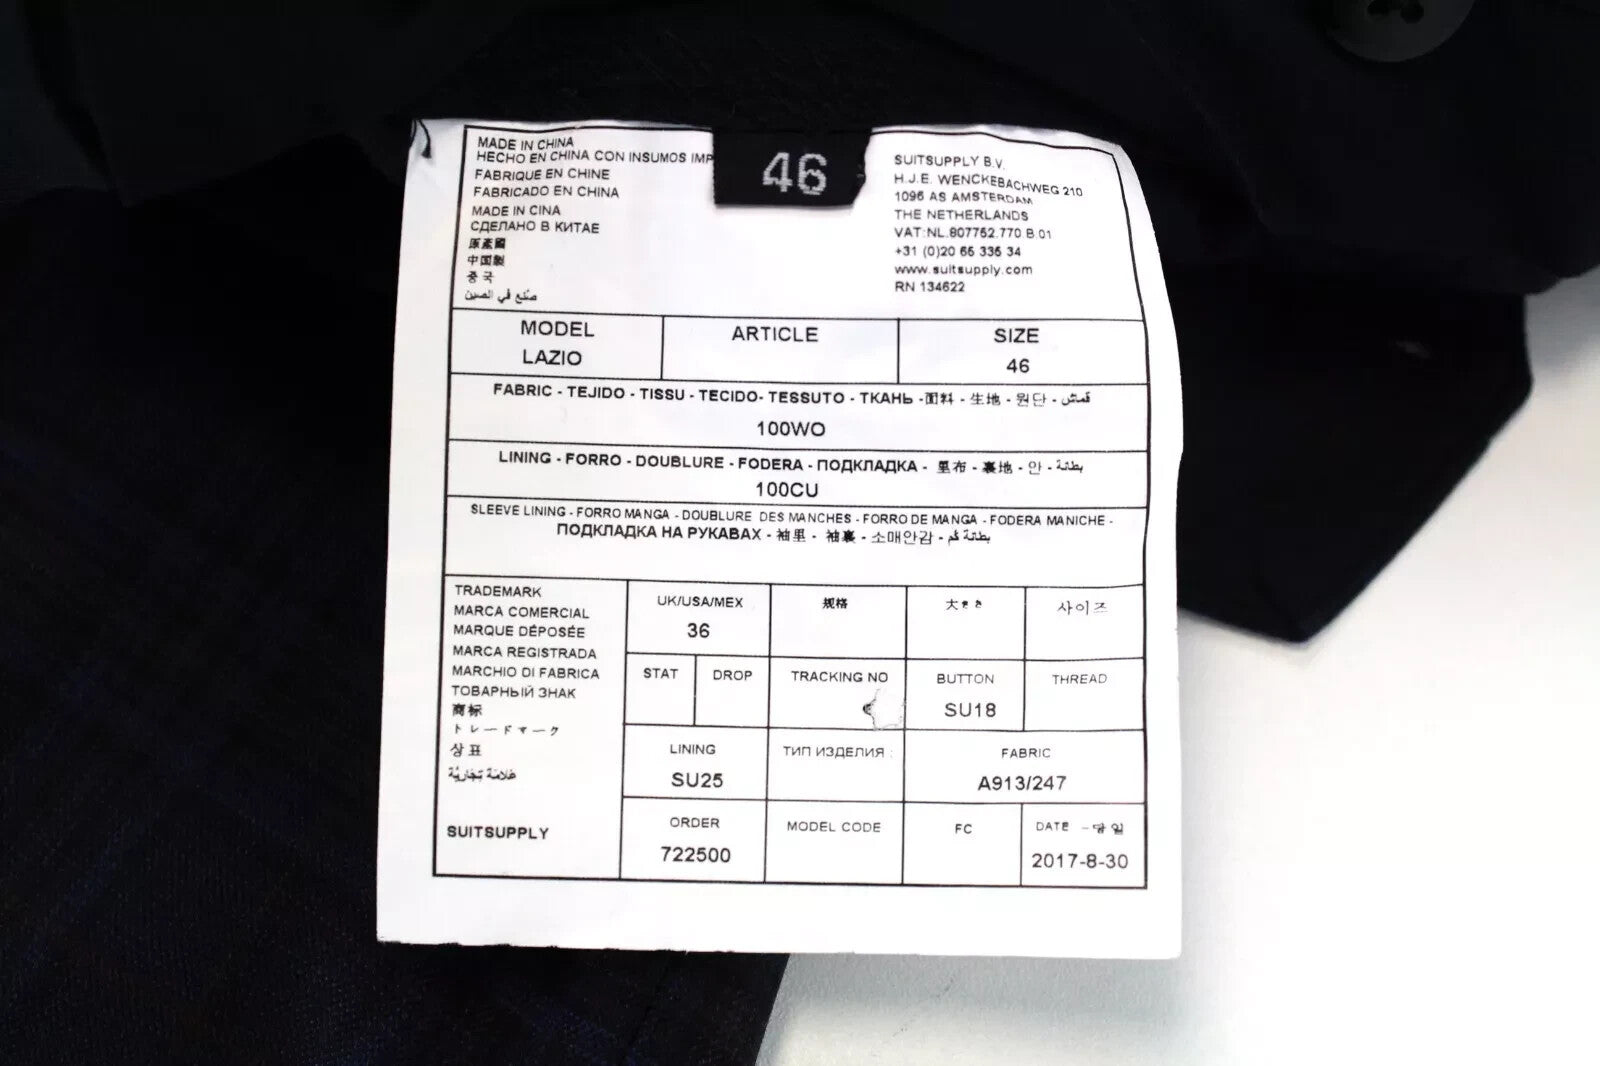 MADE IN CHINA
HECHO EN CHINA CON INSUMOS IMP
FABRIQUE EN CHINE
FABRICADO EN CHINA
MADE IN CINA
СДЕЛАНО В КИТАЕ
原產國
中国製
중국
صنع في الصين
46
SUITSUPPLY B.V.
H.J.E. WENCKEBACHWEG 210
1096 AS AMSTERDAM
THE NETHERLANDS
VAT:NL.807752.770 B.01
+31 (0)20 65 335 34
www.suitsupply.com
RN 134622
MODEL
LAZIO
ARTICLE
SIZE
46
FABRIC - TEJIDO - TISSU - TECIDO- TESSUTO - ТКАНЬ -面料 - 生地 - 원단 - قماش
100WO
LINING - FORRO - DOUBLURE - FODERA - ПОДКЛАДКА - 里布 - 裏地 - 안 - بطانة
100CU
SLEEVE LINING - FORRO MANGA - DOUBLURE DES MANCHES - FORRO DE MANGA - FODERA MANICHE -
ПОДКЛАДКА НА РУКАВАХ - 袖里 - 袖裏 - 소매안감 - بطانة كم
TRADEMARK
MARCA COMERCIAL
MARQUE DÉPOSÉE
MARCA REGISTRADA
MARCHIO DI FABRICA
ТОВАРНЫЙ ЗНАК
商标
トレードマーク
상표
علامة تجارية
SUITSUPPLY
UK/USA/MEX
36
规格
大きさ
사이즈
STAT
DROP
TRACKING NO
BUTTON
SU18
THREAD
LINING
SU25
ТИП ИЗДЕЛИЯ :
FABRIC
A913/247
ORDER
722500
MODEL CODE
FC
DATE -
2017-8-30